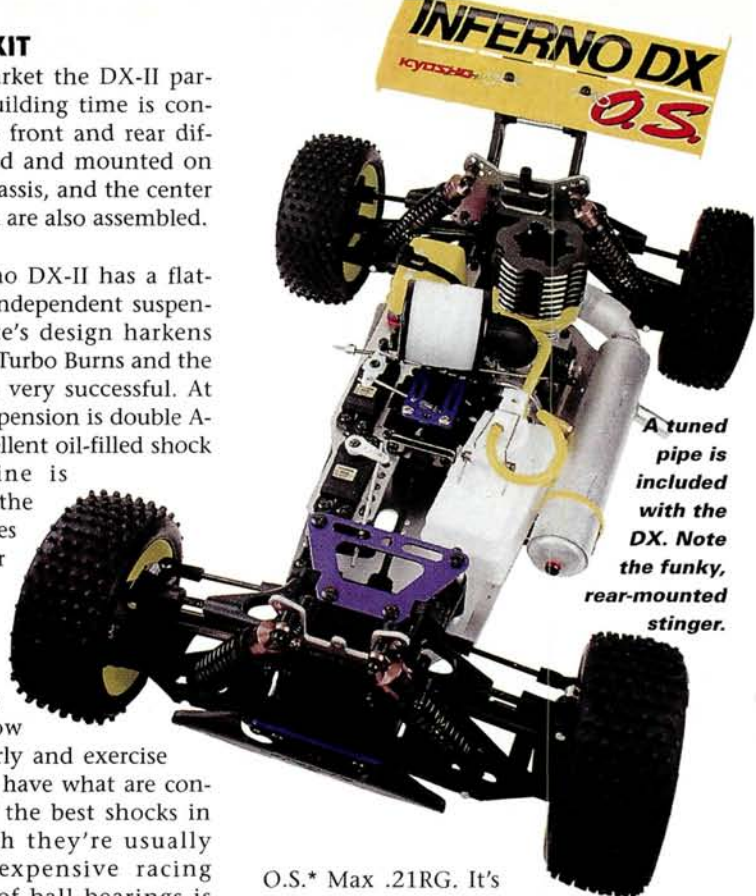 KIT
rket the DX-II par-
uilding time is con-
front and rear dif-
d and mounted on
assis, and the center
are also assembled.
no DX-II has a flat-
ndependent suspen-
e's design harkens
Turbo Burns and the
very successful. At
pension is double A-
ellent oil-filled shock
ine is
the
es
r
ow
rly and exercise
have what are con-
the best shocks in
h they're usually
expensive racing
of ball bearings is
INFERNO DX
KYOSHO
O.S.
A tuned
pipe is
included
with the
DX. Note
the funky,
rear-mounted
stinger.
O.S.* Max .21RG. It's